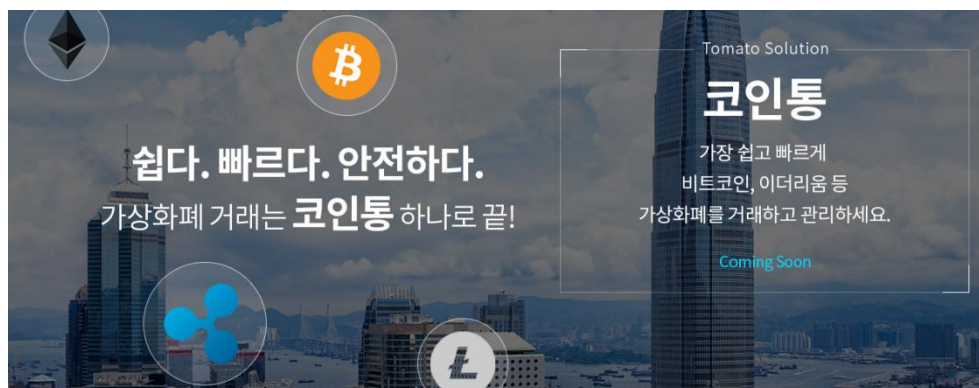 쉽다. 빠르다. 안전하다.
가상화폐 거래는 코인통 하나로 끝!
Tomato Solution
코인통
가장 쉽고 빠르게
비트코인, 이더리움 등
가상화폐를 거래하고 관리하세요.
Coming Soon